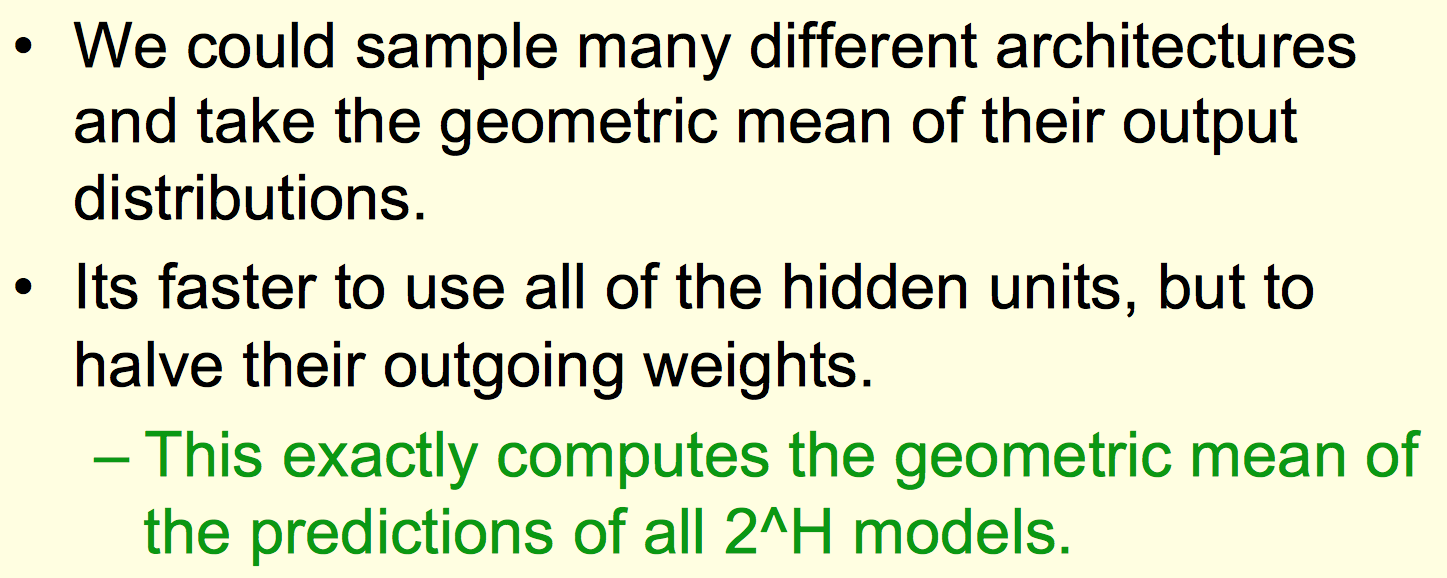 • We could sample many different architectures
and take the geometric mean of their output
distributions.
• Its faster to use all of the hidden units, but to
halve their outgoing weights.
– This exactly computes the geometric mean of
the predictions of all 2^H models.